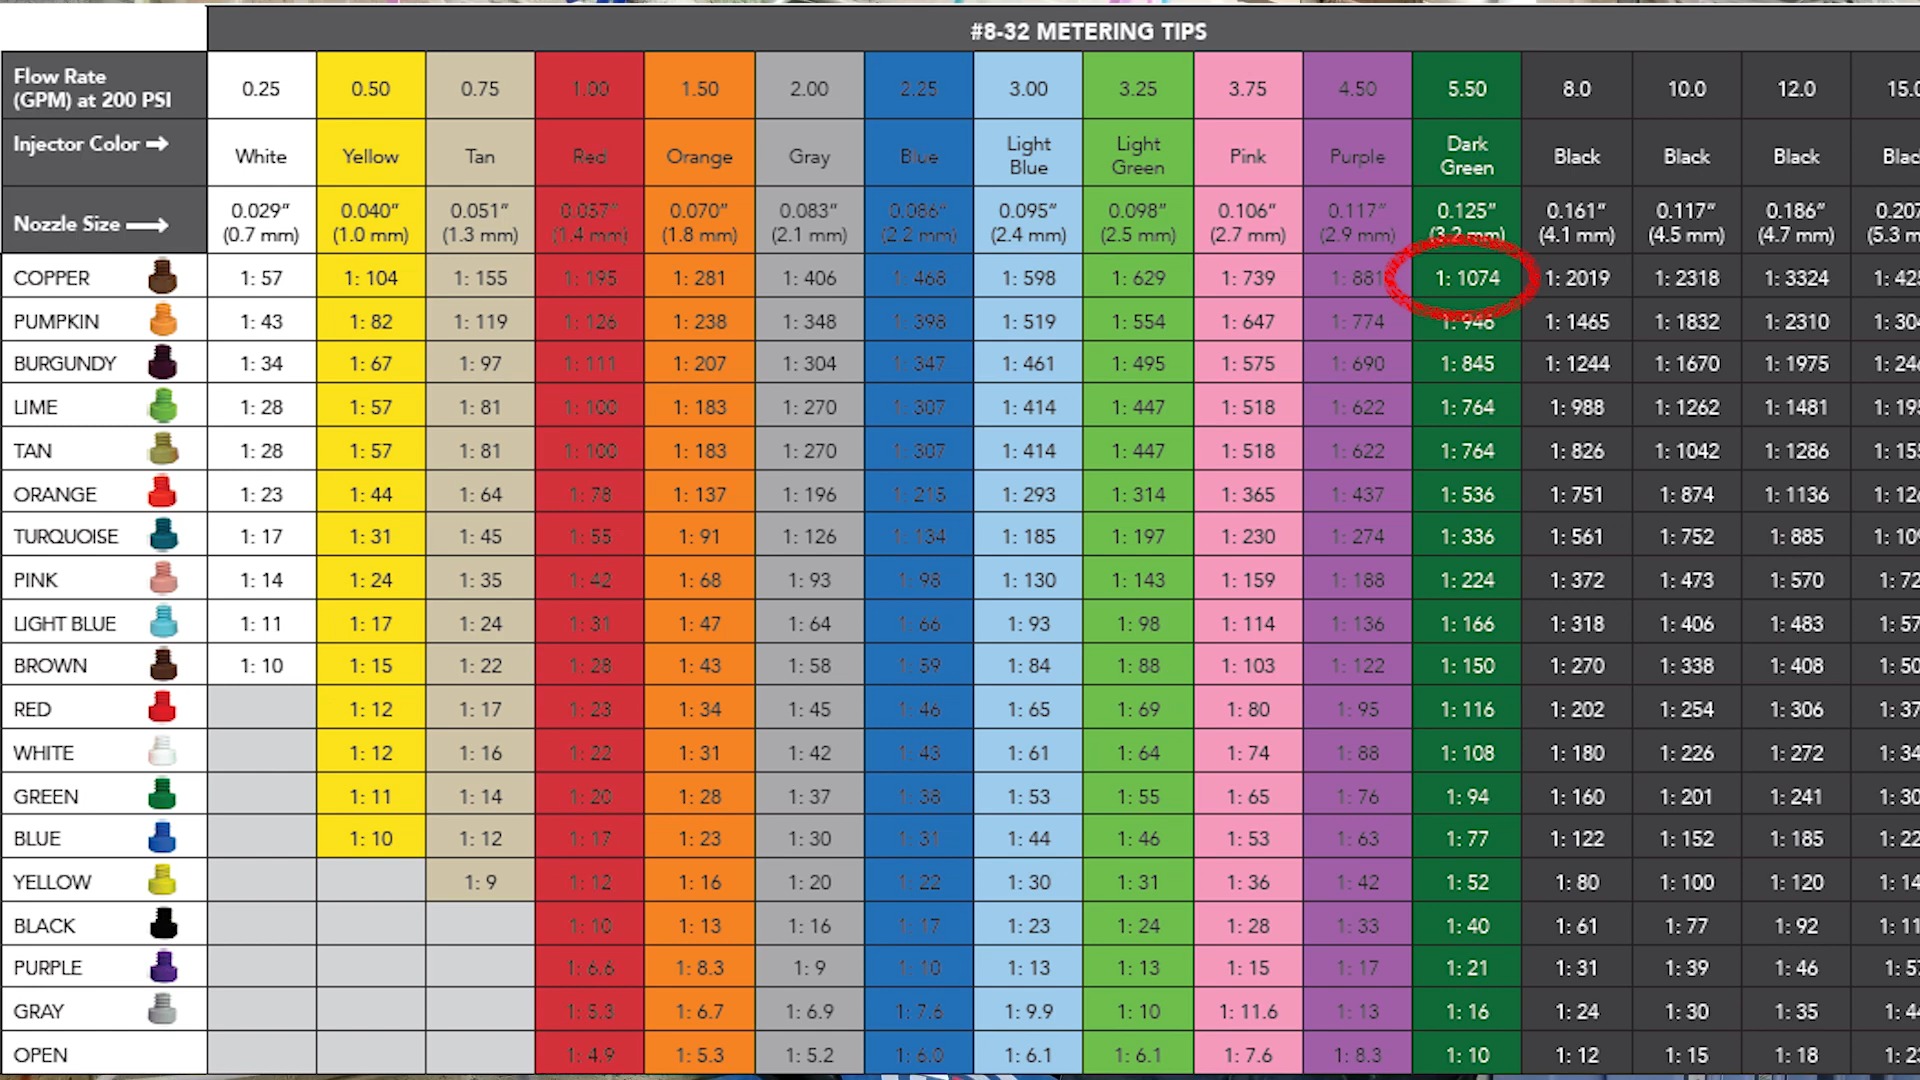 #8-32 METERING TIPS
Flow Rate (GPM) at 200 PSI 0.25 0.50 0.75 1.00 1.50 2.00 2.25 3.00 3.25 3.75 4.50 5.50 8.0 10.0 12.0
Injector Color → White Yellow Tan Red Orange Gray Blue Light Blue Light Green Pink Purple Dark Green Black Black Black
Nozzle Size → 0.029" 0.040" 0.051" 0.057" 0.070" 0.083" 0.086" 0.095" 0.098" 0.106" 0.117" 0.125" 0.161" 0.117" 0.186"
(0.7 mm) (1.0 mm) (1.3 mm) (1.4 mm) (1.8 mm) (2.1 mm) (2.2 mm) (2.4 mm) (2.5 mm) (2.7 mm) (2.9 mm) (3.2 mm) (4.1 mm) (4.5 mm) (4.7 mm)
COPPER 1: 57 1: 104 1: 155 1: 195 1: 281 1: 406 1: 468 1: 598 1: 629 1: 739 1: 881 1: 1074 1: 2019 1: 2318 1: 3324
PUMPKIN 1: 43 1: 82 1: 119 1: 126 1: 238 1: 348 1: 398 1: 519 1: 554 1: 647 1: 774 1: 946 1: 1465 1: 1832 1: 2310
BURGUNDY 1: 34 1: 67 1: 97 1: 111 1: 207 1: 304 1: 347 1: 461 1: 495 1: 575 1: 690 1: 845 1: 1244 1: 1670 1: 1975
LIME 1: 28 1: 57 1: 81 1: 100 1: 183 1: 270 1: 307 1: 414 1: 447 1: 518 1: 622 1: 764 1: 988 1: 1262 1: 1481
TAN 1: 28 1: 57 1: 81 1: 100 1: 183 1: 270 1: 307 1: 414 1: 447 1: 518 1: 622 1: 764 1: 826 1: 1042 1: 1286
ORANGE 1: 23 1: 44 1: 64 1: 78 1: 137 1: 196 1: 215 1: 293 1: 314 1: 365 1: 437 1: 536 1: 751 1: 874 1: 1136
TURQUOISE 1: 17 1: 31 1: 45 1: 55 1: 91 1: 126 1: 134 1: 185 1: 197 1: 230 1: 274 1: 336 1: 561 1: 752 1: 885
PINK 1: 14 1: 24 1: 35 1: 42 1: 68 1: 93 1: 98 1: 130 1: 143 1: 159 1: 188 1: 224 1: 372 1: 473 1: 570
LIGHT BLUE 1: 11 1: 17 1: 24 1: 31 1: 47 1: 64 1: 66 1: 93 1: 98 1: 114 1: 136 1: 166 1: 318 1: 406 1: 483
BROWN 1: 10 1: 15 1: 22 1: 28 1: 43 1: 58 1: 59 1: 84 1: 88 1: 103 1: 122 1: 150 1: 270 1: 338 1: 408
RED 1: 12 1: 17 1: 23 1: 34 1: 45 1: 46 1: 65 1: 69 1: 80 1: 95 1: 116 1: 202 1: 254 1: 306
WHITE 1: 12 1: 16 1: 22 1: 31 1: 42 1: 43 1: 61 1: 64 1: 74 1: 88 1: 108 1: 180 1: 226 1: 272
GREEN 1: 11 1: 14 1: 20 1: 28 1: 37 1: 38 1: 53 1: 55 1: 65 1: 76 1: 94 1: 160 1: 201 1: 241
BLUE 1: 10 1: 12 1: 17 1: 23 1: 30 1: 31 1: 44 1: 46 1: 53 1: 63 1: 77 1: 122 1: 152 1: 185
YELLOW 1: 9 1: 12 1: 16 1: 20 1: 22 1: 30 1: 31 1: 36 1: 42 1: 52 1: 80 1: 100 1: 120
BLACK 1: 10 1: 13 1: 16 1: 17 1: 23 1: 24 1: 28 1: 33 1: 40 1: 61 1: 77 1: 92
PURPLE 1: 6.6 1: 8.3 1: 9 1: 10 1: 13 1: 13 1: 15 1: 17 1: 21 1: 31 1: 39 1: 46
GRAY 1: 5.3 1: 6.7 1: 6.9 1: 7.6 1: 9.9 1: 10 1: 11.6 1: 13 1: 16 1: 24 1: 30 1: 35
OPEN 1: 4.9 1: 5.3 1: 5.2 1: 6.0 1: 6.1 1: 6.1 1: 7.6 1: 8.3 1: 10 1: 12 1: 15 1: 18